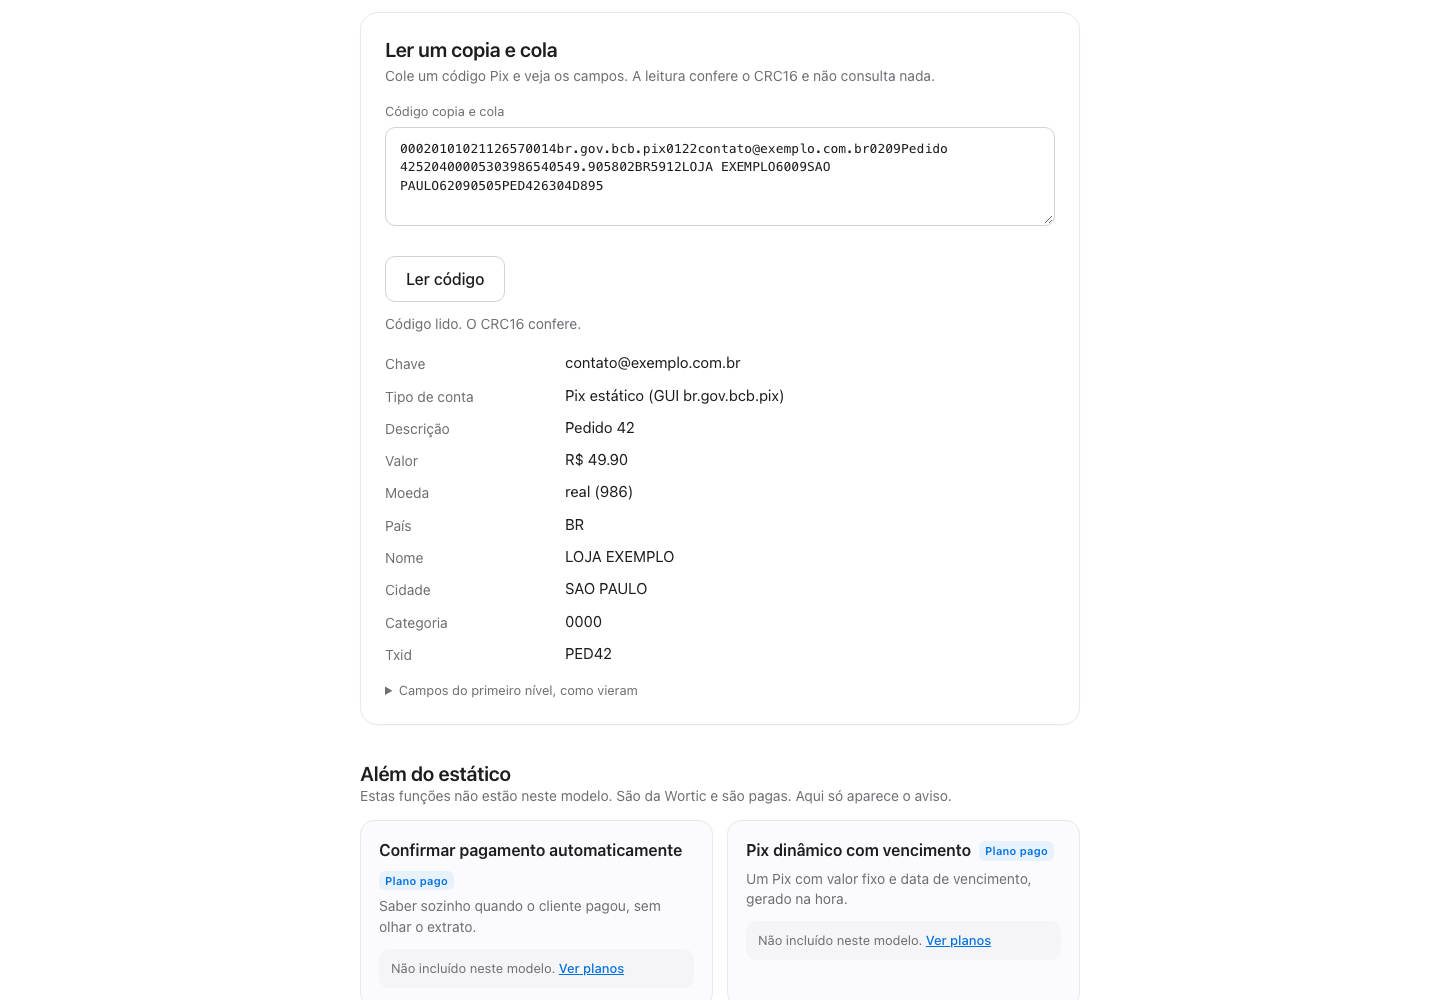 Ler um copia e cola
Cole um código Pix e veja os campos. A leitura confere o CRC16 e não consulta nada.
Código copia e cola
00020101021126570014br.gov.bcb.pix0122contato@exemplo.com.br0209Pedido
42520400005303986540549.905802BR5912LOJA EXEMPLO6009SAO
PAULO62090505PED426304D895
Ler código
Código lido. O CRC16 confere.
Chave contato@exemplo.com.br
Tipo de conta Pix estático (GUI br.gov.bcb.pix)
Descrição Pedido 42
Valor R$ 49.90
Moeda real (986)
País BR
Nome LOJA EXEMPLO
Cidade SAO PAULO
Categoria 0000
Txid PED42
Campos do primeiro nível, como vieram
Além do estático
Estas funções não estão neste modelo. São da Wortic e são pagas. Aqui só aparece o aviso.
Confirmar pagamento automaticamente
Plano pago
Saber sozinho quando o cliente pagou, sem
olhar o extrato.
Não incluído neste modelo. Ver planos
Pix dinâmico com vencimento Plano pago
Um Pix com valor fixo e data de vencimento,
gerado na hora.
Não incluído neste modelo. Ver planos